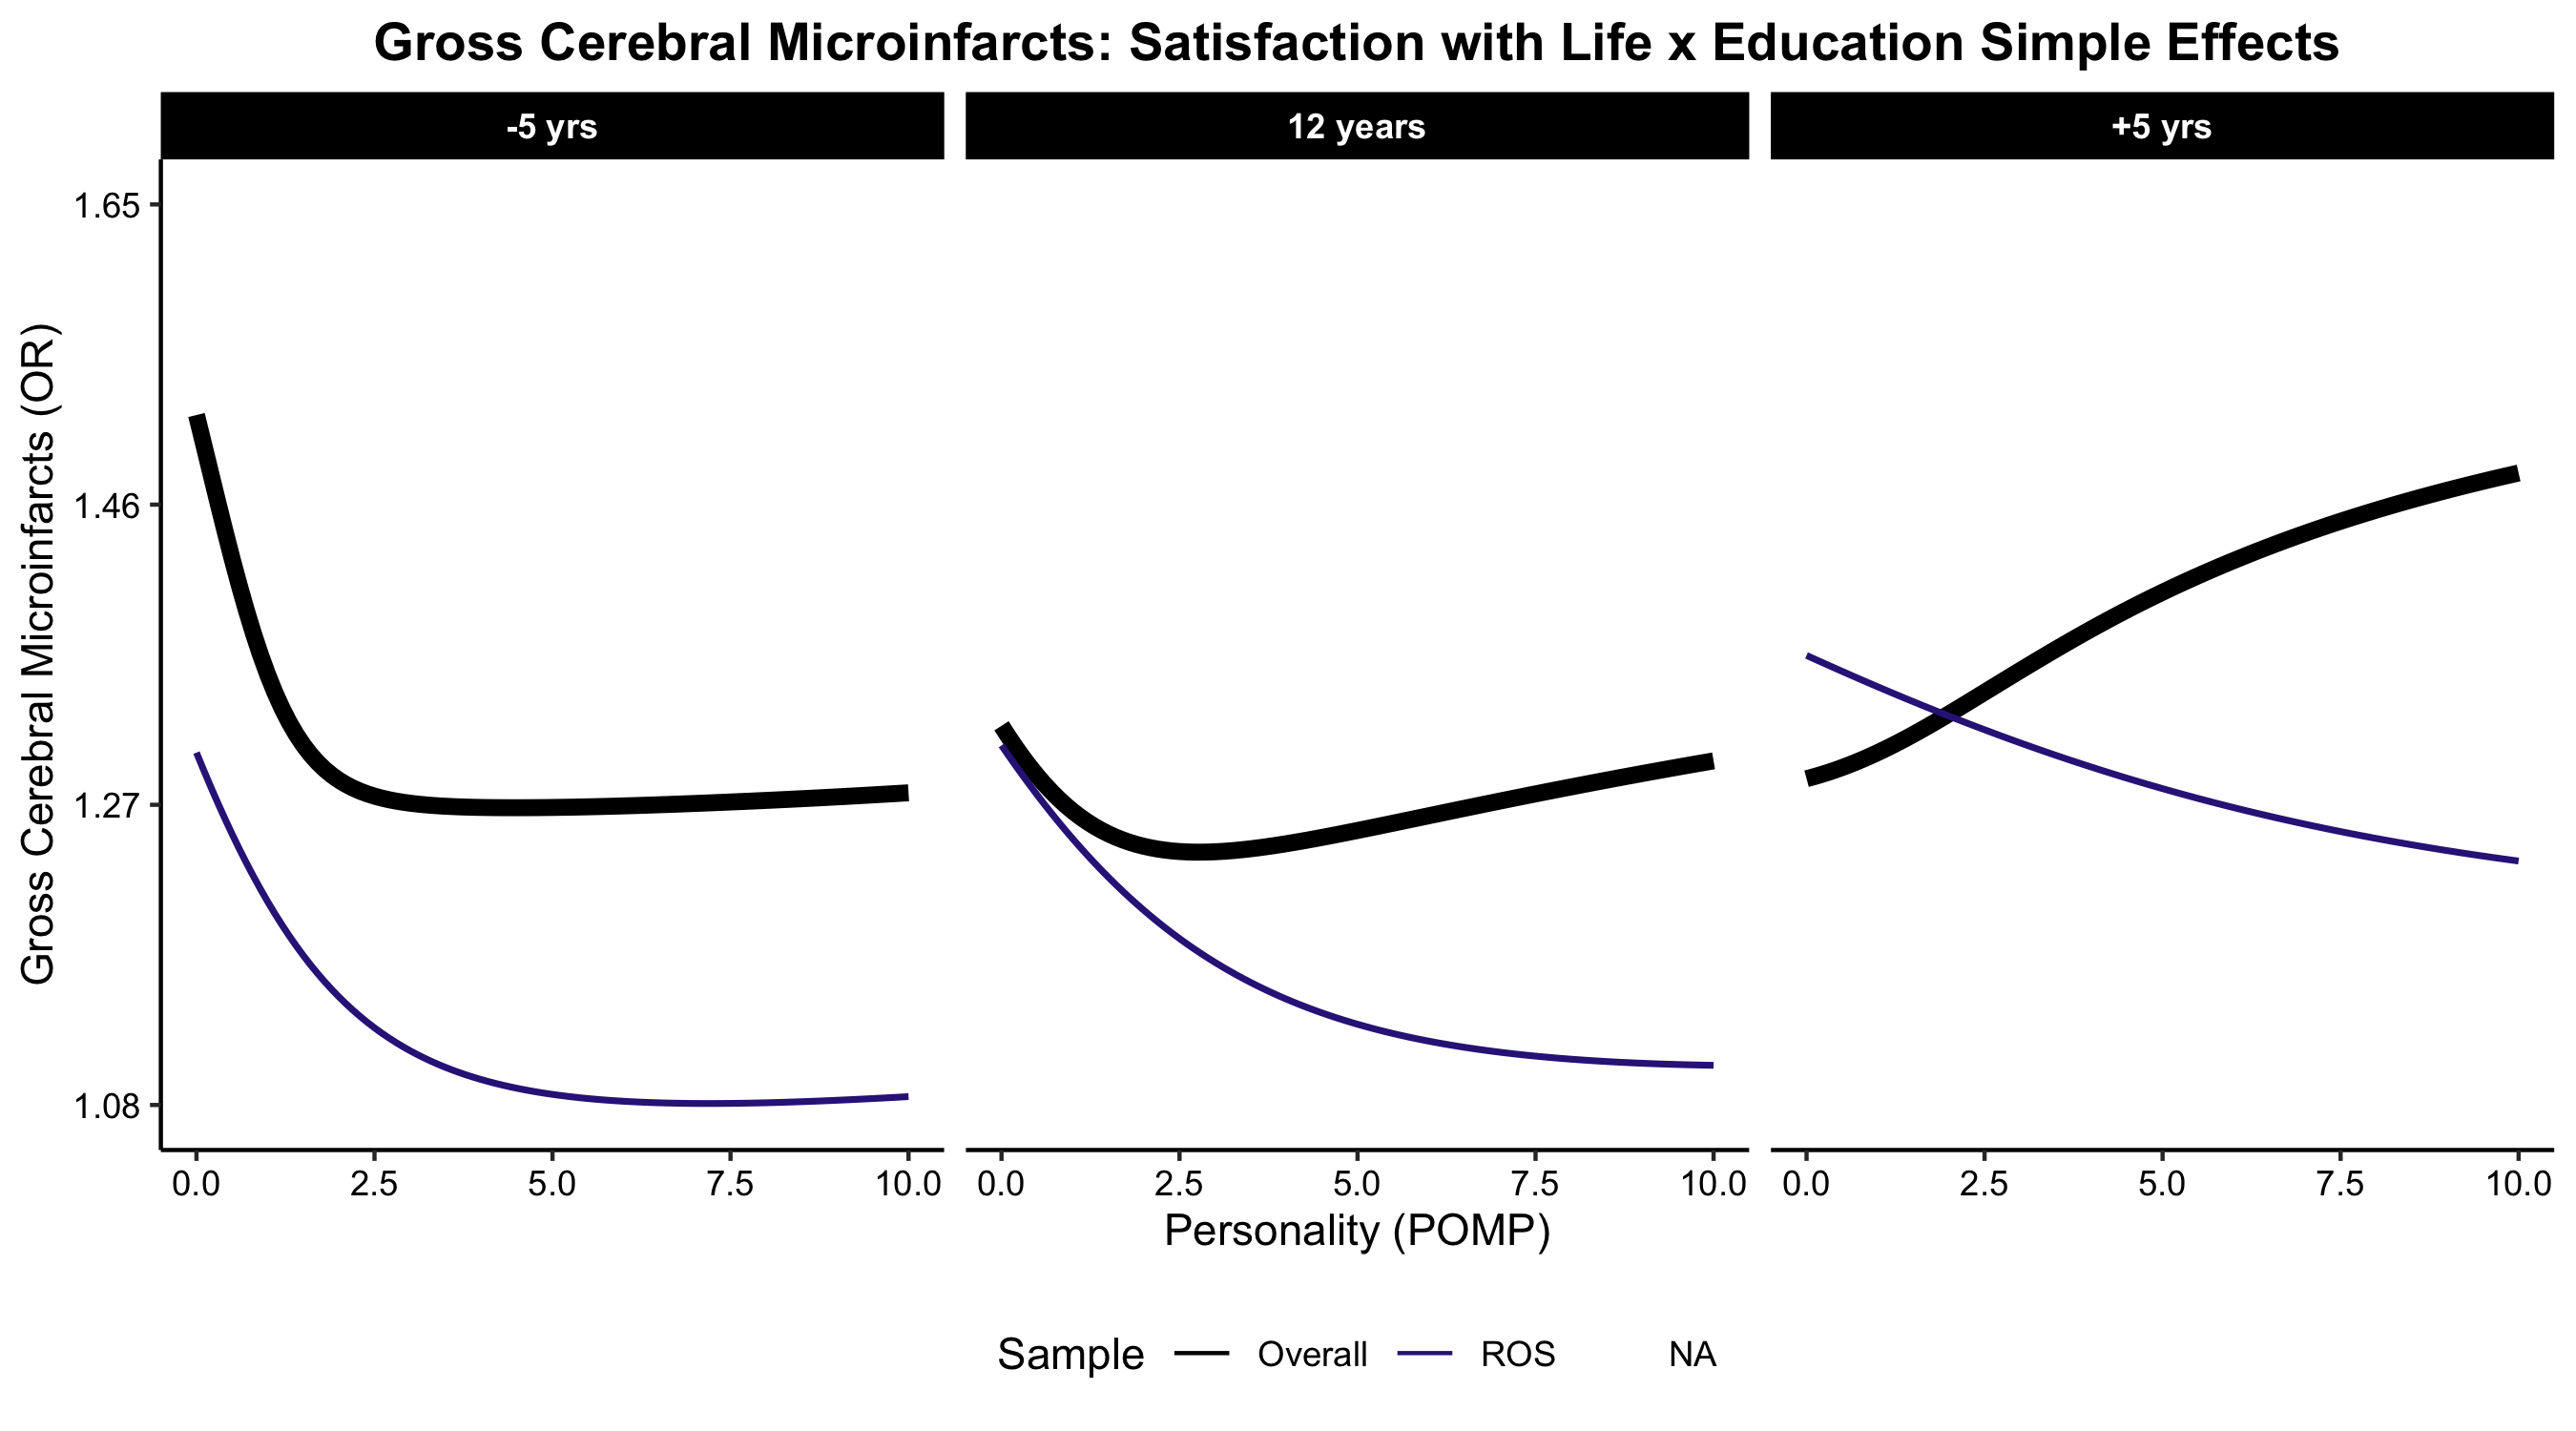 Gross Cerebral Microinfarcts: Satisfaction with Life x Education Simple Effects
-5 yrs
12 years
+5 yrs
Gross Cerebral Microinfarcts (OR)
1.65
1.46
1.27
1.08
0.0 2.5 5.0 7.5 10.0
0.0 2.5 5.0 7.5 10.0
0.0 2.5 5.0 7.5 10.0
Personality (POMP)
Sample Overall ROS NA